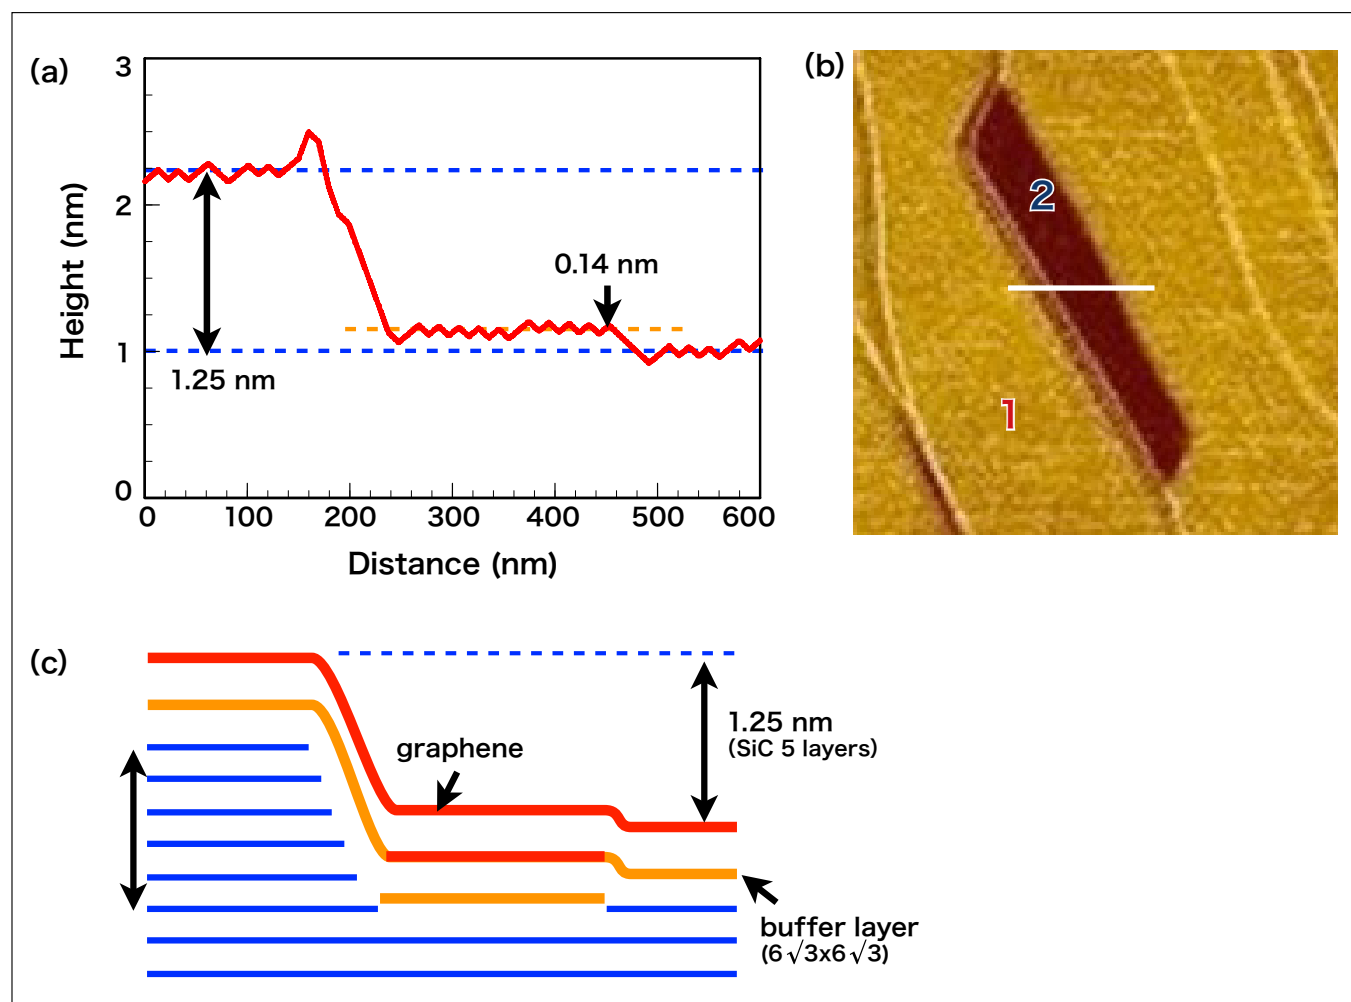 (a)
3
2
1
0
Height (nm)
0.14 nm
1.25 nm
0 100 200 300 400 500 600
Distance (nm)
(b)
2
1
(c)
graphene
1.25 nm
(SiC 5 layers)
buffer layer
(6√3x6√3)